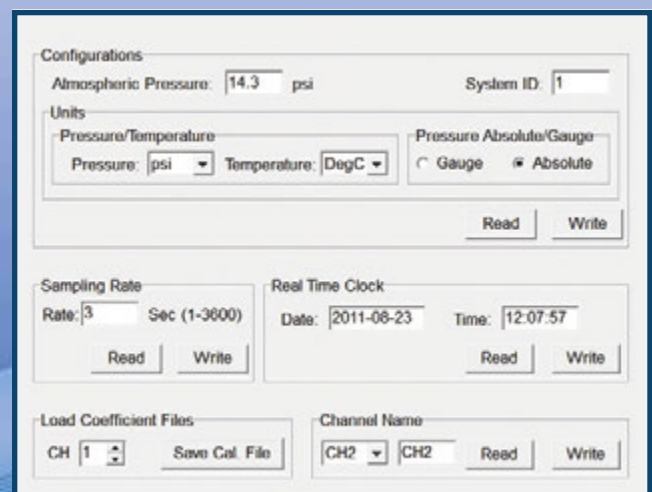 Configurations
Atmospheric Pressure: 14.3 psi System ID: 1
Units
Pressure/Temperature Pressure Absolute/Gauge
Pressure: psi Temperature: DegC Gauge Absolute
Read Write
Sampling Rate Real Time Clock
Rate: 3 Sec (1-3600) Date: 2011-08-23 Time: 12:07:57
Read Write Read Write
Load Coefficient Files Channel Name
CH 1 Save Cal. File CH2 CH2 Read Write